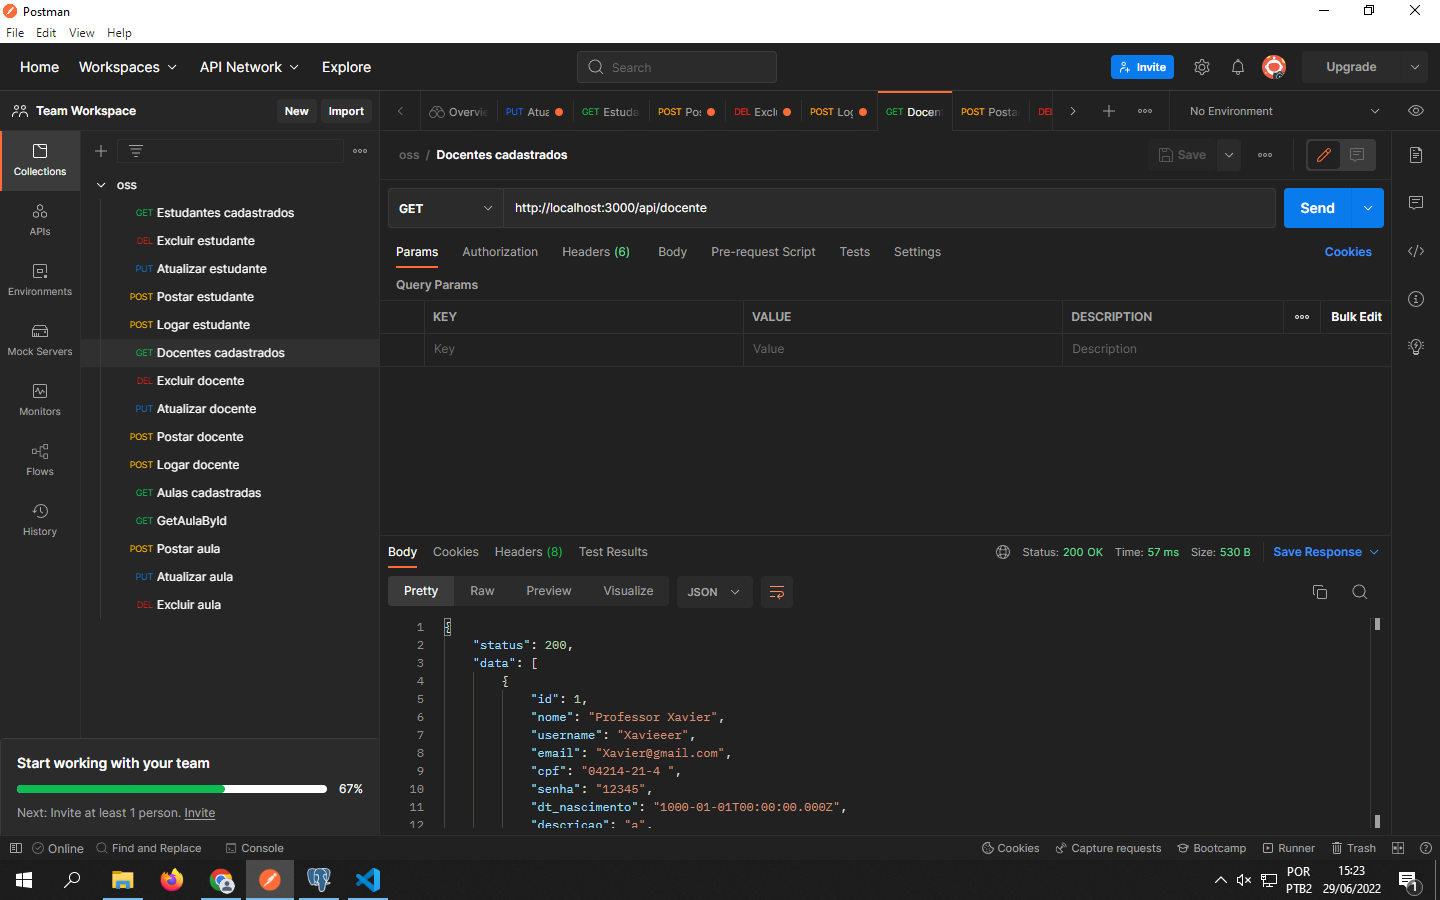 Postman
File Edit View Help
Home Workspaces API Network Explore Search Invite Upgrade
Team Workspace New Import
Overvie PUT Atua GET Estuda POST Pos DEL Exclu POST Log GET Docent POST Posta DEL No Environment
Collections
APIs
Environments
Mock Servers
Monitors
Flows
History
oss
GET Estudantes cadastrados
DEL Excluir estudante
PUT Atualizar estudante
POST Postar estudante
POST Logar estudante
GET Docentes cadastrados
DEL Excluir docente
PUT Atualizar docente
POST Postar docente
POST Logar docente
GET Aulas cadastradas
GET GetAulaById
POST Postar aula
PUT Atualizar aula
DEL Excluir aula
Start working with your team
67%
Next: Invite at least 1 person. Invite
oss / Docentes cadastrados Save
GET http://localhost:3000/api/docente Send
Params Authorization Headers (6) Body Pre-request Script Tests Settings Cookies
Query Params
KEY VALUE DESCRIPTION Bulk Edit
Key Value Description
Body Cookies Headers (8) Test Results Status: 200 OK Time: 57 ms Size: 530 B Save Response
Pretty Raw Preview Visualize JSON
1 {
2 "status": 200,
3 "data": [
4 {
5 "id": 1,
6 "nome": "Professor Xavier",
7 "username": "Xavieeer",
8 "email": "Xavier@gmail.com",
9 "cpf": "04214-21-4 ",
10 "senha": "12345",
11 "dt_nascimento": "1000-01-01T00:00:00.000Z",
12 "descricao": "a",
Online Find and Replace Console Cookies Capture requests Bootcamp Runner Trash
POR 15:23
PTB2 29/06/2022 1